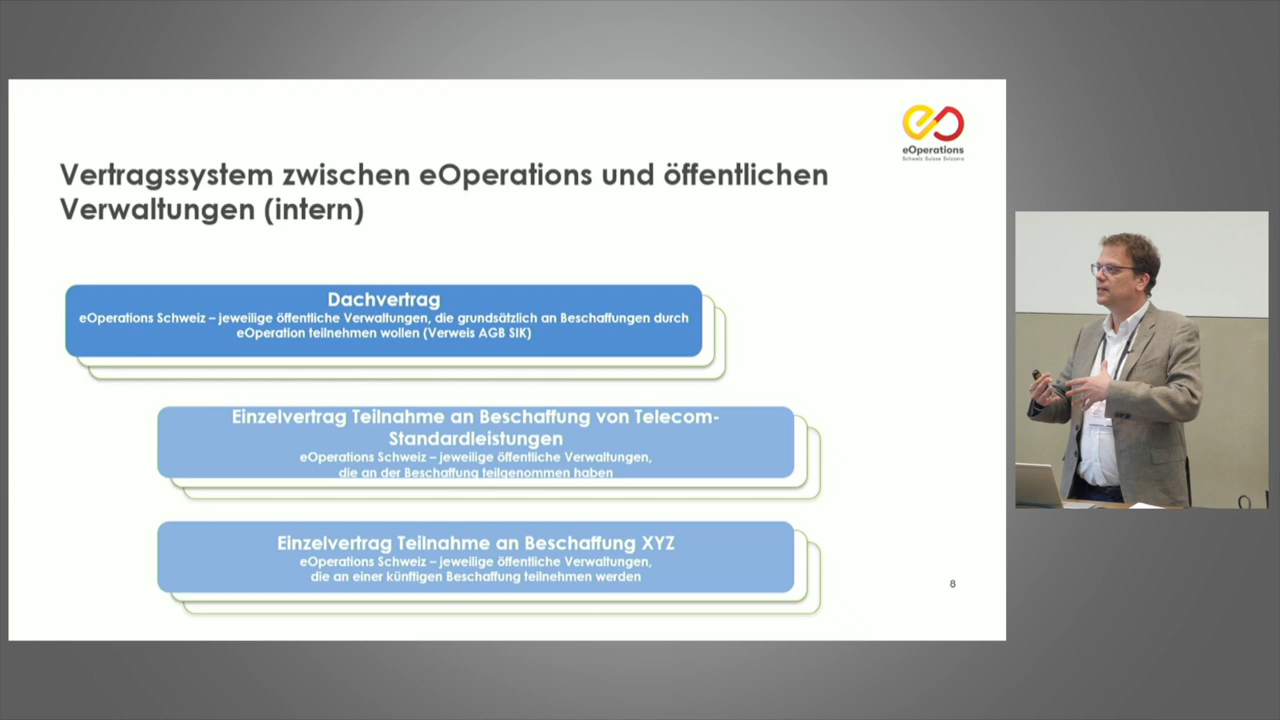 eOperations
Schweiz Suisse Svizzera
Vertragssystem zwischen eOperations und öffentlichen
Verwaltungen (intern)
Dachvertrag
eOperations Schweiz – jeweilige öffentliche Verwaltungen, die grundsätzlich an Beschaffungen durch
eOperation teilnehmen wollen (Verweis AGB SIK)
Einzelvertrag Teilnahme an Beschaffung von Telecom-
Standardleistungen
eOperations Schweiz – jeweilige öffentliche Verwaltungen,
die an der Beschaffung teilgenommen haben
Einzelvertrag Teilnahme an Beschaffung XYZ
eOperations Schweiz – jeweilige öffentliche Verwaltungen,
die an einer künftigen Beschaffung teilnehmen werden
8